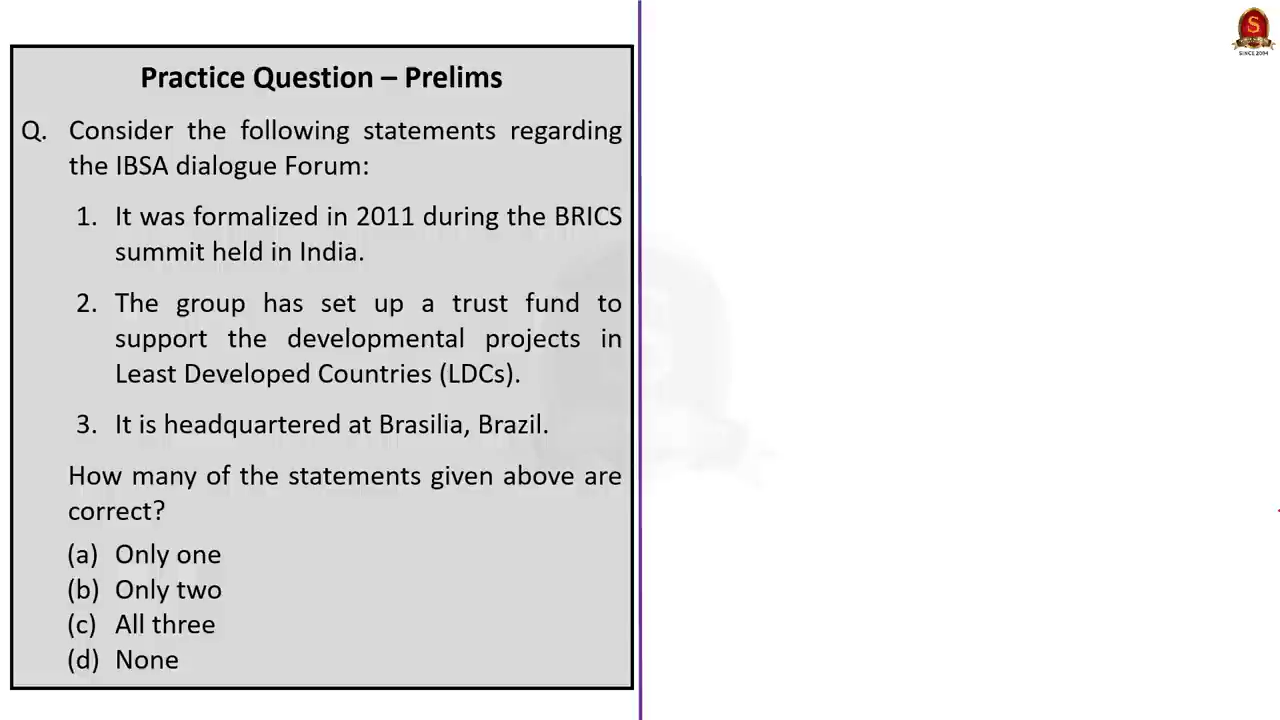 Practice Question – Prelims
Q. Consider the following statements regarding
the IBSA dialogue Forum:
1. It was formalized in 2011 during the BRICS
summit held in India.
2. The group has set up a trust fund to
support the developmental projects in
Least Developed Countries (LDCs).
3. It is headquartered at Brasilia, Brazil.
How many of the statements given above are
correct?
(a) Only one
(b) Only two
(c) All three
(d) None
S
SINCE 2004